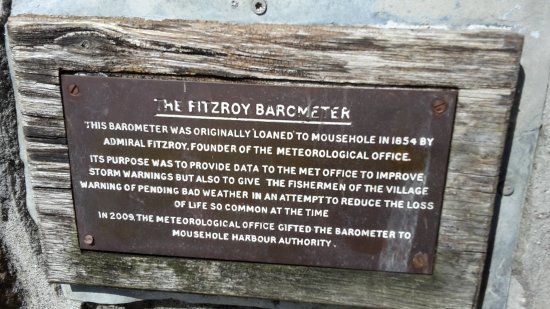 THE FITZROY BAROMETER
THIS BAROMETER WAS ORIGINALLY LOANED TO MOUSEHOLE IN 1854 BY
ADMIRAL FITZROY, FOUNDER OF THE METEOROLOGICAL OFFICE.
ITS PURPOSE WAS TO PROVIDE DATA TO THE MET OFFICE TO IMPROVE
STORM WARNINGS BUT ALSO TO GIVE THE FISHERMEN OF THE VILLAGE
WARNING OF PENDING BAD WEATHER IN AN ATTEMPT TO REDUCE THE LOSS
OF LIFE SO COMMON AT THE TIME
IN 2009, THE METEOROLOGICAL OFFICE GIFTED THE BAROMETER TO
MOUSEHOLE HARBOUR AUTHORITY.